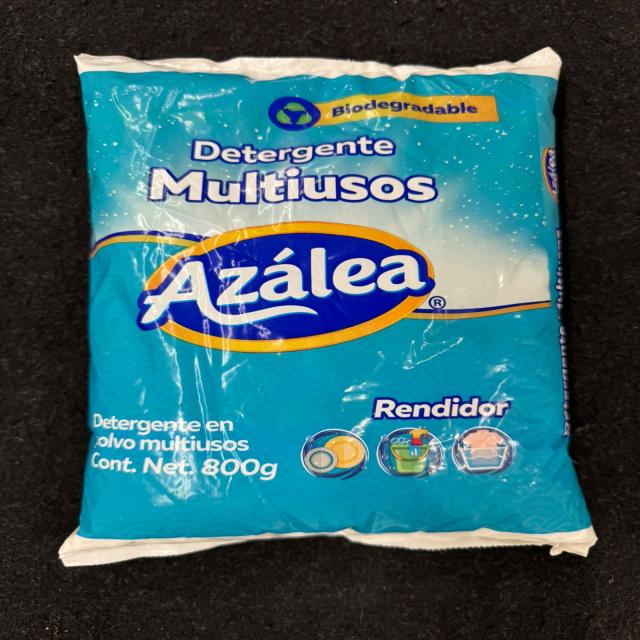 Biodegradable
Detergente
Multiusos
Azálea
®
Rendidor
Detergente en
polvo multiusos
Cont. Net. 800g